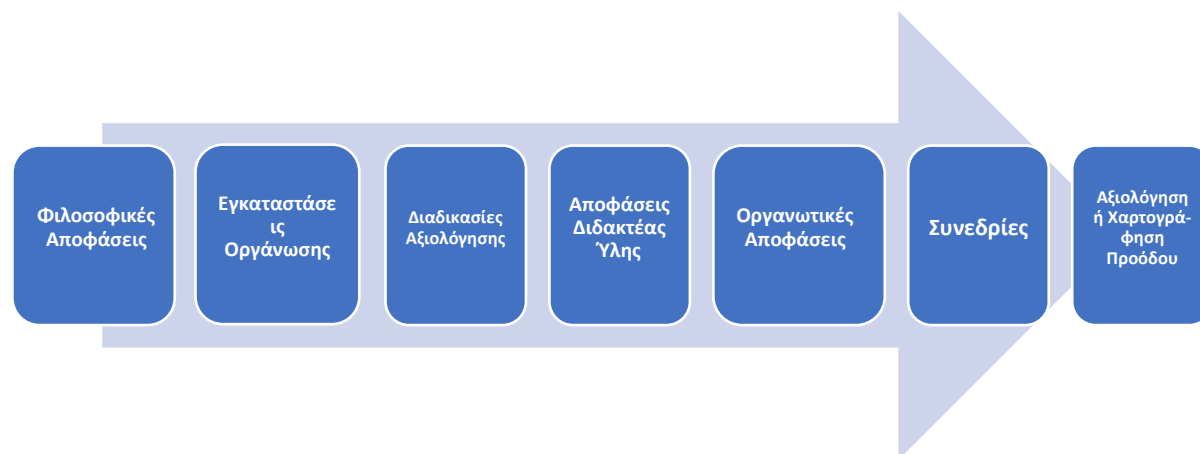 Φιλοσοφικές
Αποφάσεις
Εγκαταστάσε
ις
Οργάνωσης
Διαδικασίες
Αξιολόγησης
Αποφάσεις
Διδακτέας
Ύλης
Οργανωτικές
Αποφάσεις
Συνεδρίες
Αξιολόγηση
ή Χαρτογρά-
φηση
Προόδου